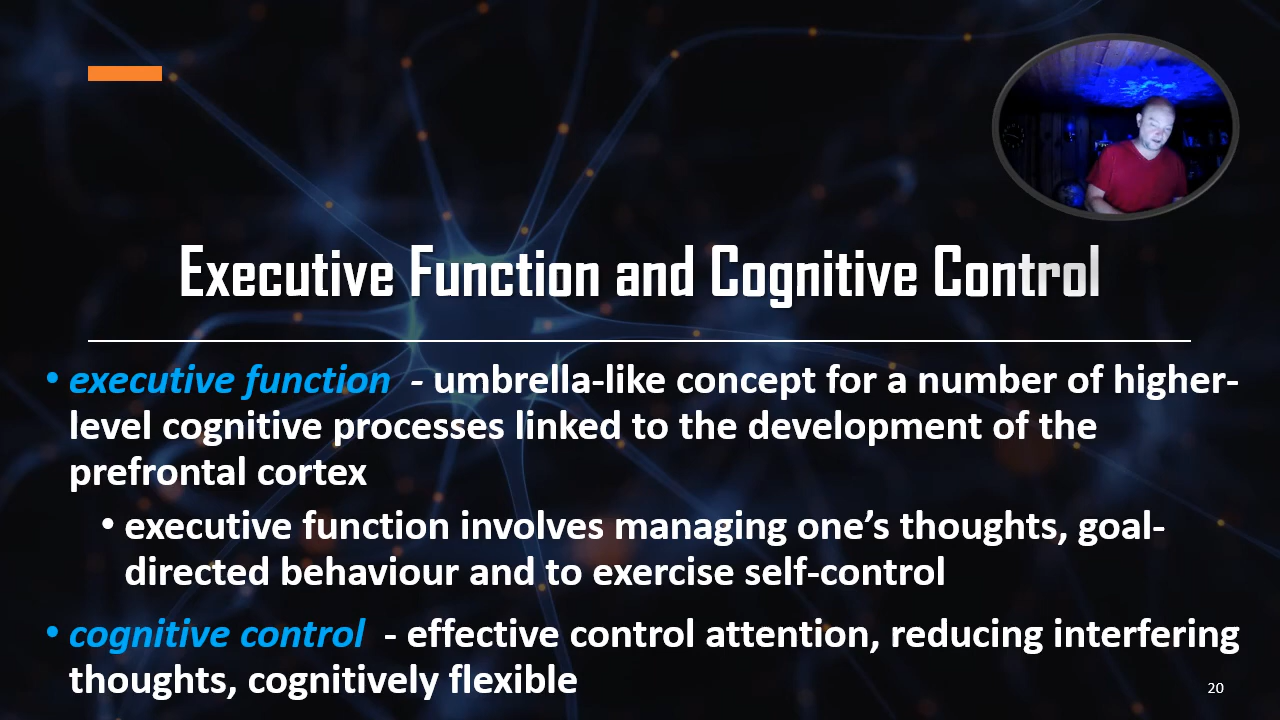 Executive Function and Cognitive Control
• executive function - umbrella-like concept for a number of higher-
level cognitive processes linked to the development of the
prefrontal cortex
• executive function involves managing one’s thoughts, goal-
directed behaviour and to exercise self-control
• cognitive control - effective control attention, reducing interfering
thoughts, cognitively flexible
20